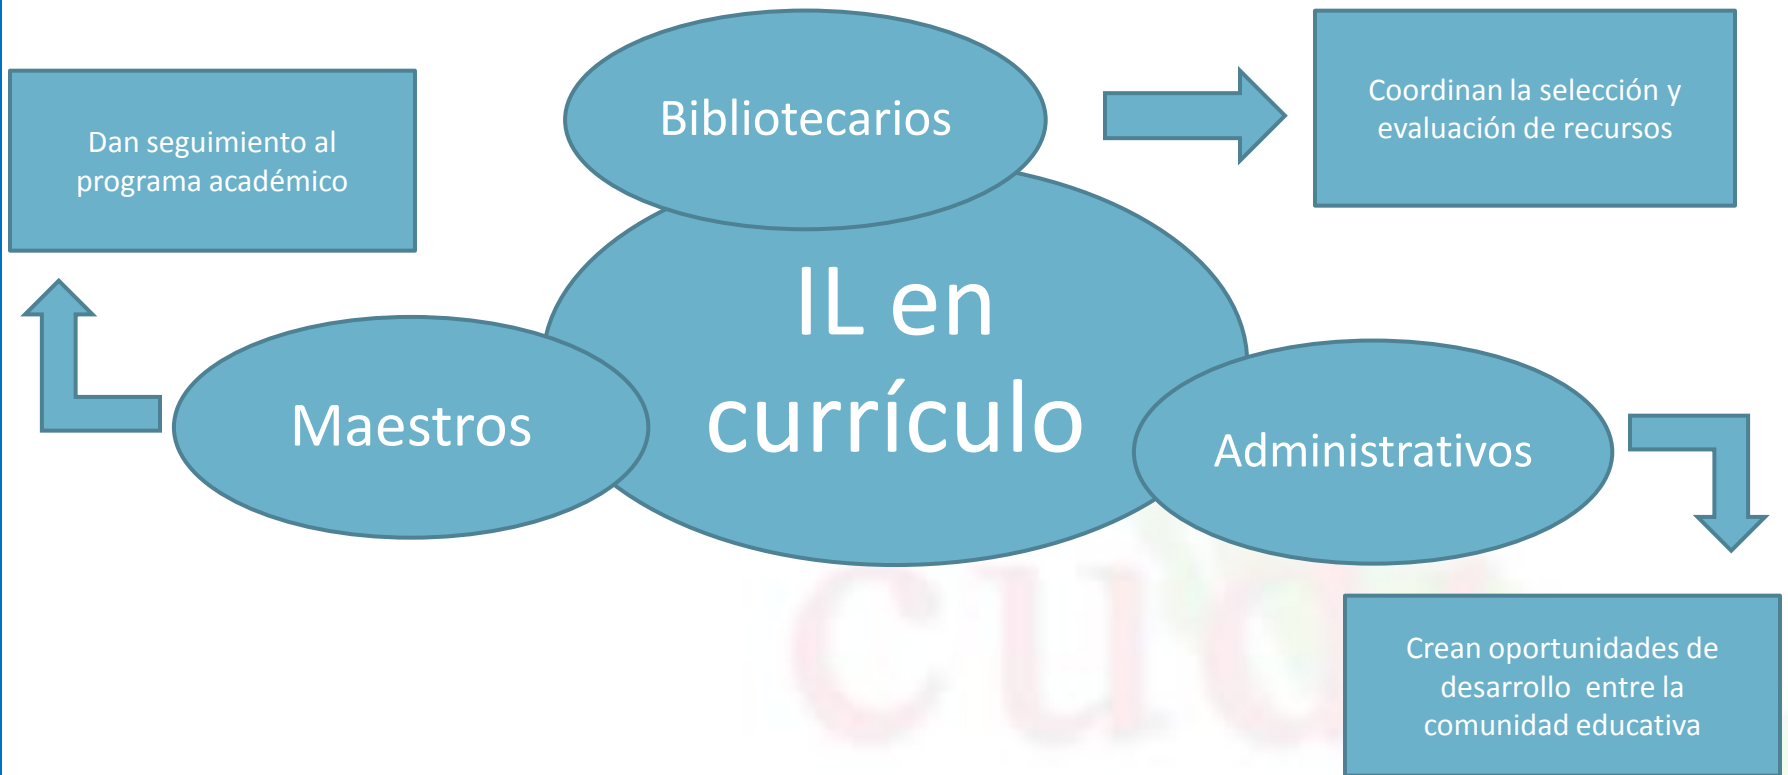 Bibliotecarios
Coordinan la selección y
evaluación de recursos
Dan seguimiento al
programa académico
IL en
currículo
Maestros
Administrativos
Crean oportunidades de
desarrollo  entre la
comunidad educativa